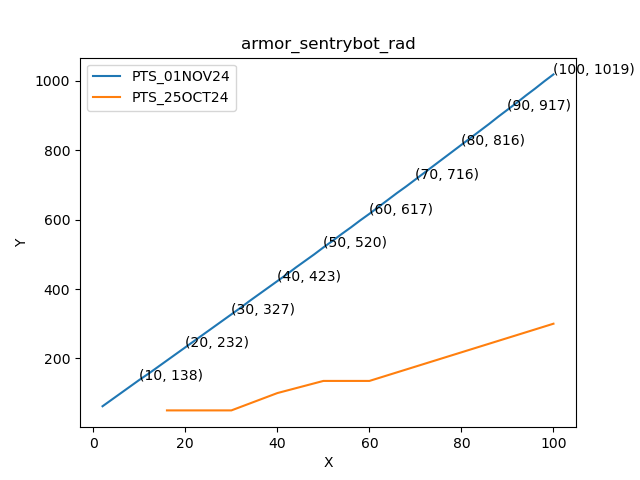 armor_sentrybot_rad
PTS_01NOV24
PTS_25OCT24
(100, 1019)
(90, 917)
(80, 816)
(70, 716)
(60, 617)
(50, 520)
(40, 423)
(30, 327)
(20, 232)
(10, 138)
1000
800
600
400
200
Y
0 20 40 60 80 100
X